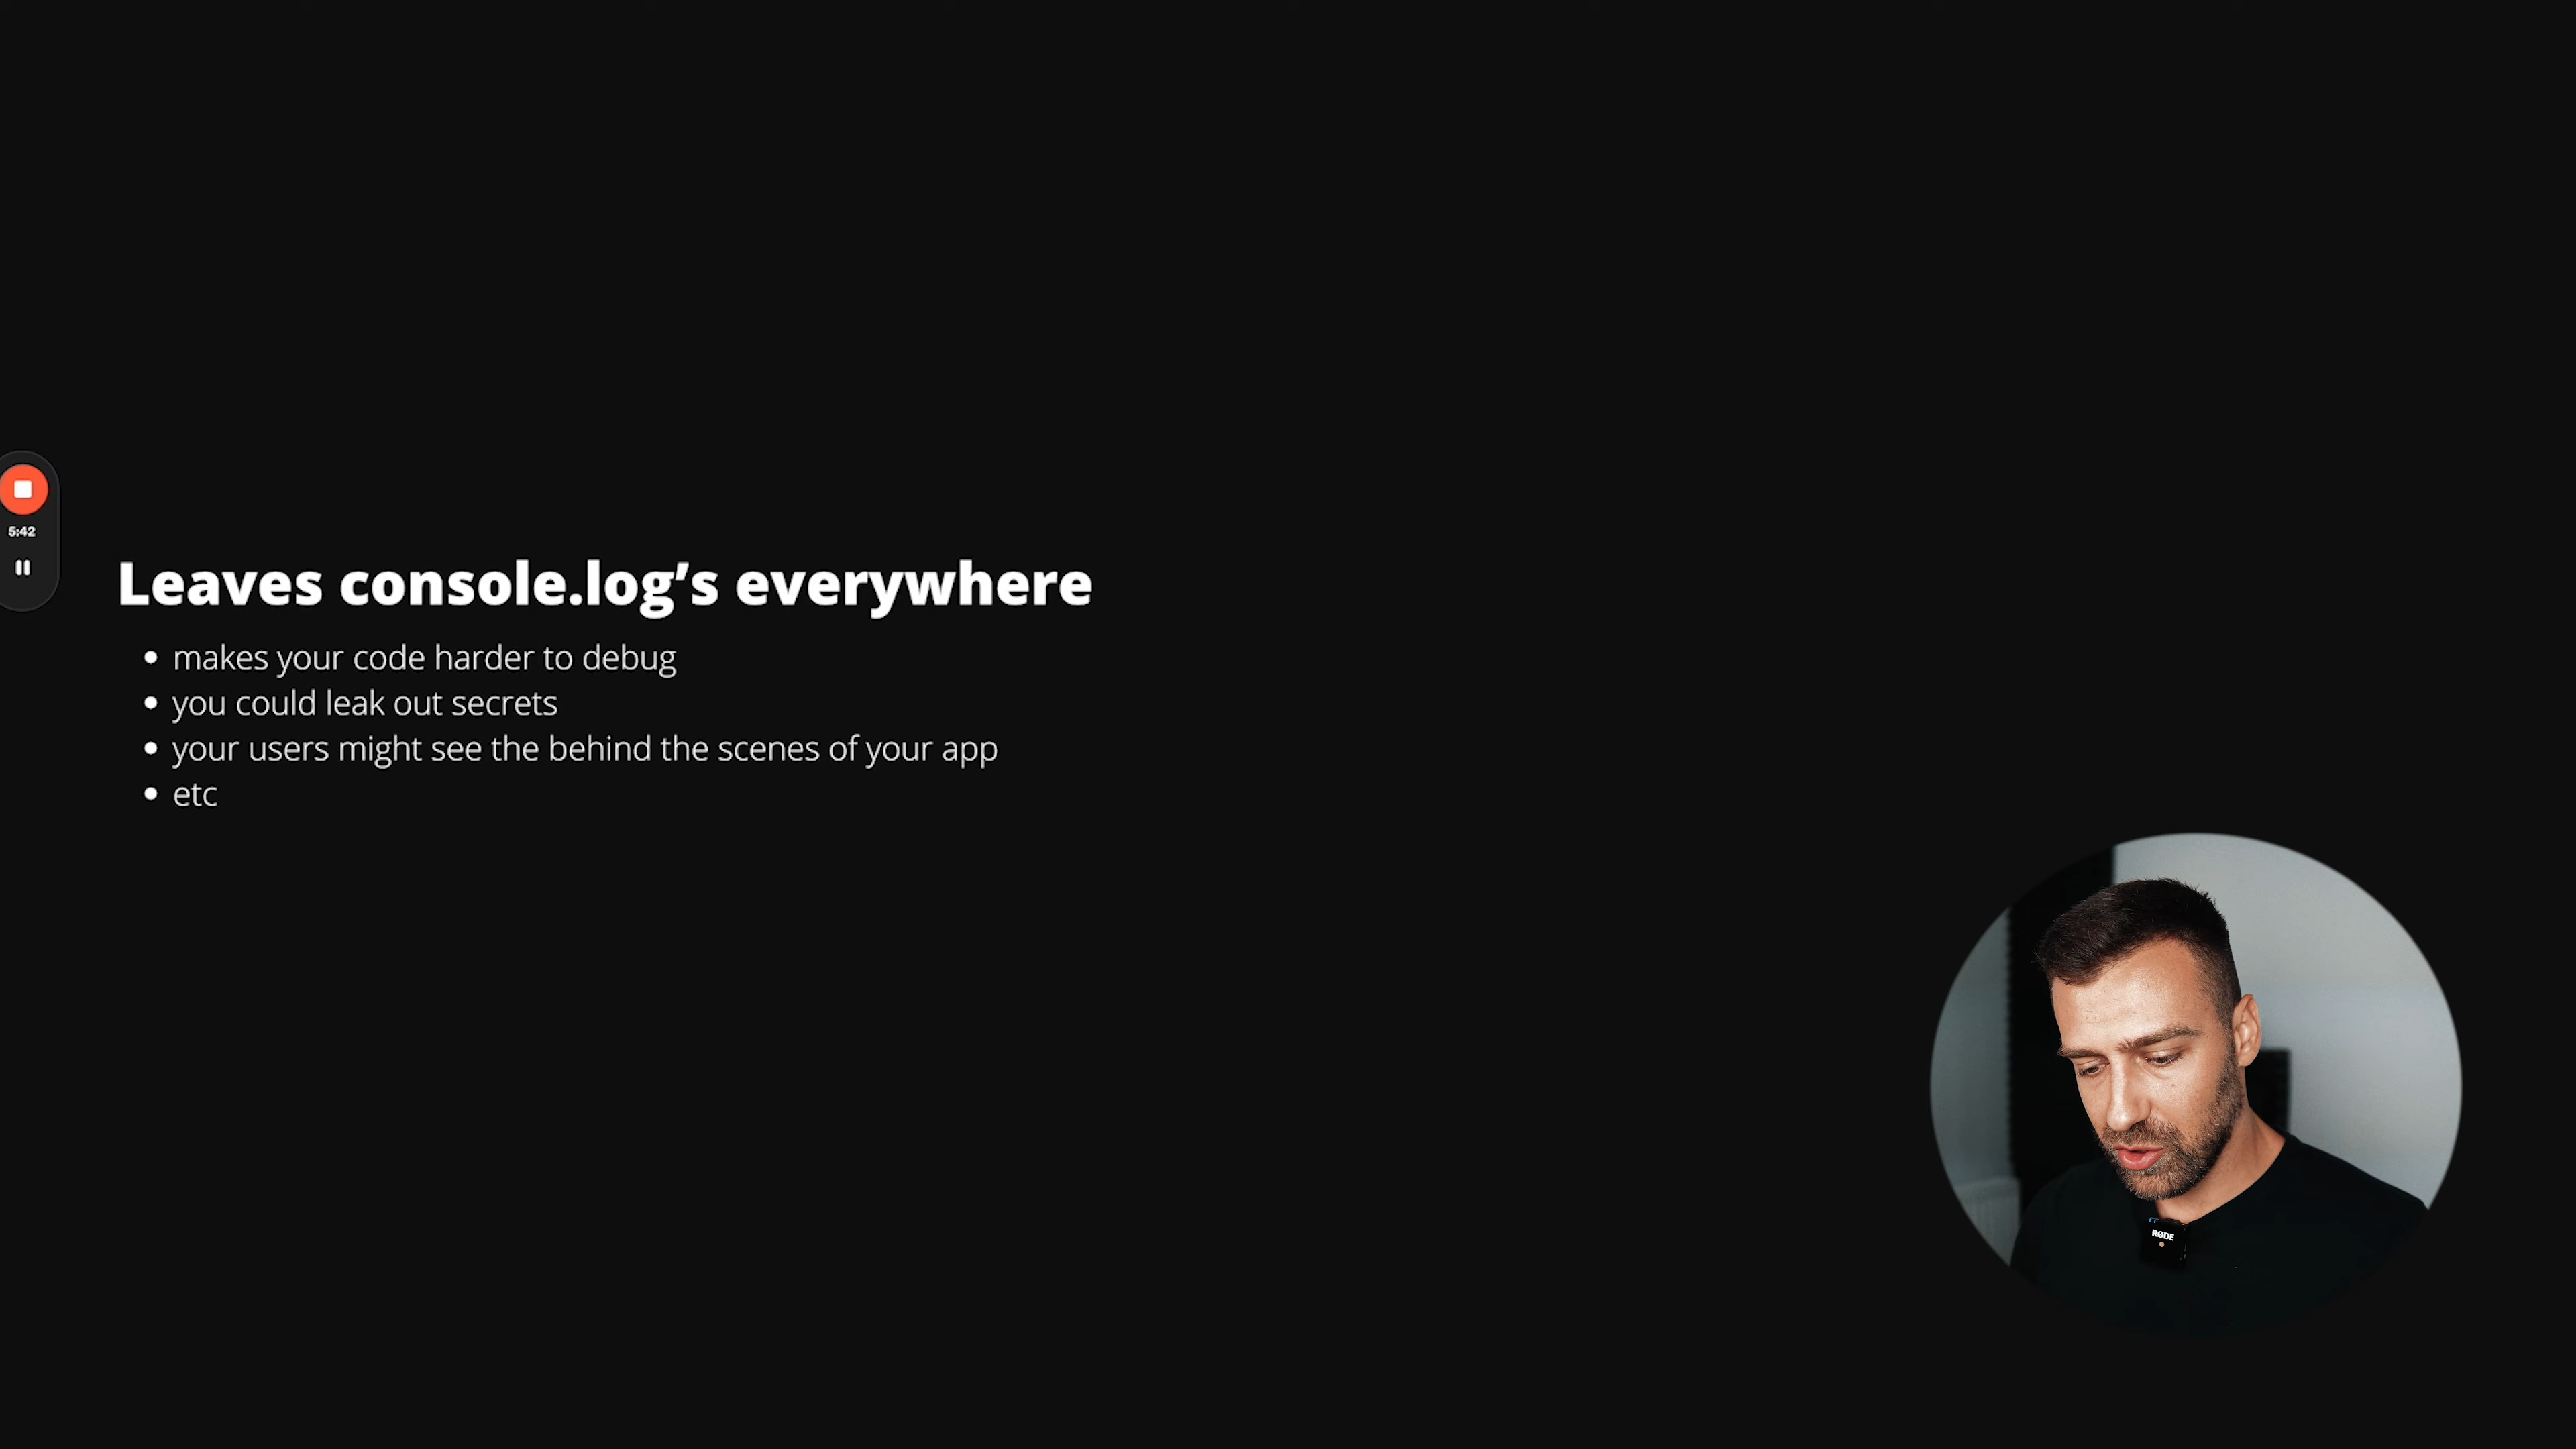 5:42
Leaves console.log’s everywhere
• makes your code harder to debug
• you could leak out secrets
• your users might see the behind the scenes of your app
• etc
RØDE